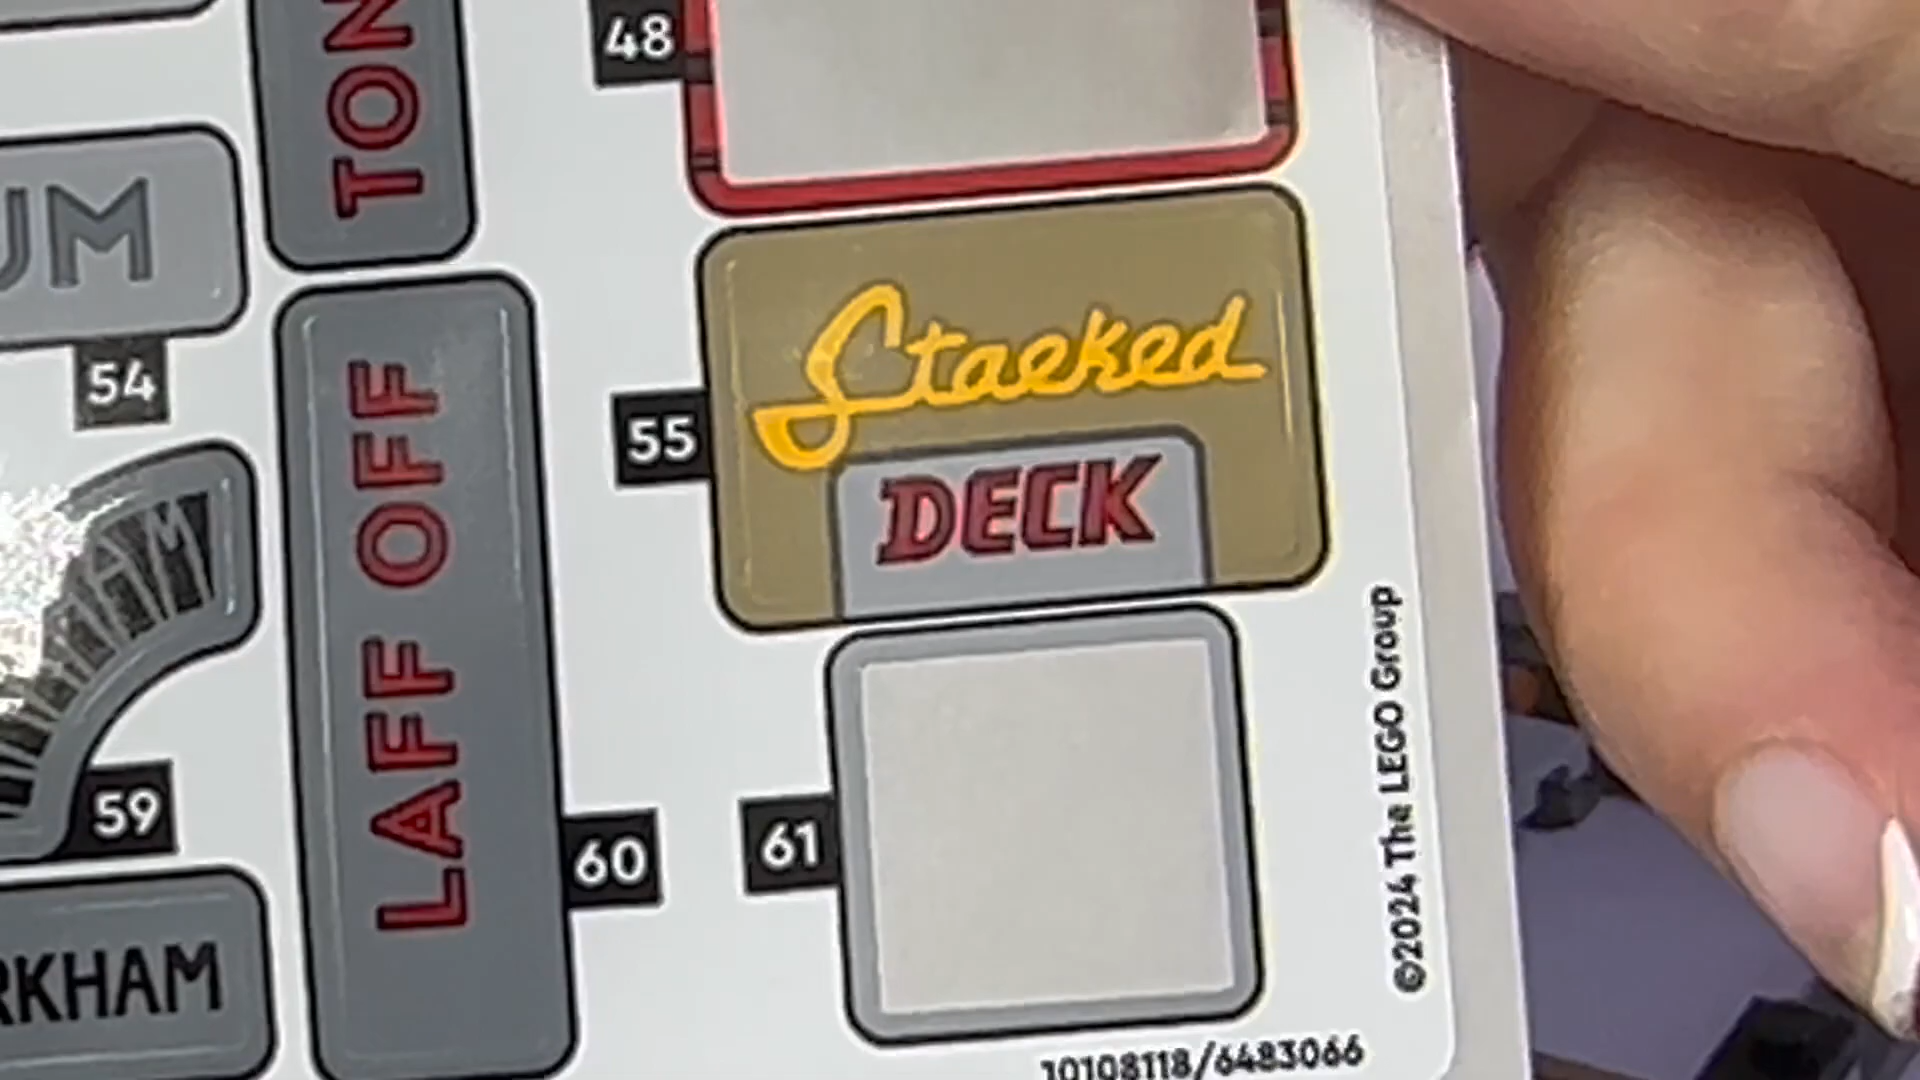 48
TON
UM
54
Stacked
55
DECK
LAFF OFF
59
60
61
RKHAM
©2024 The LEGO Group
10108118/6483066